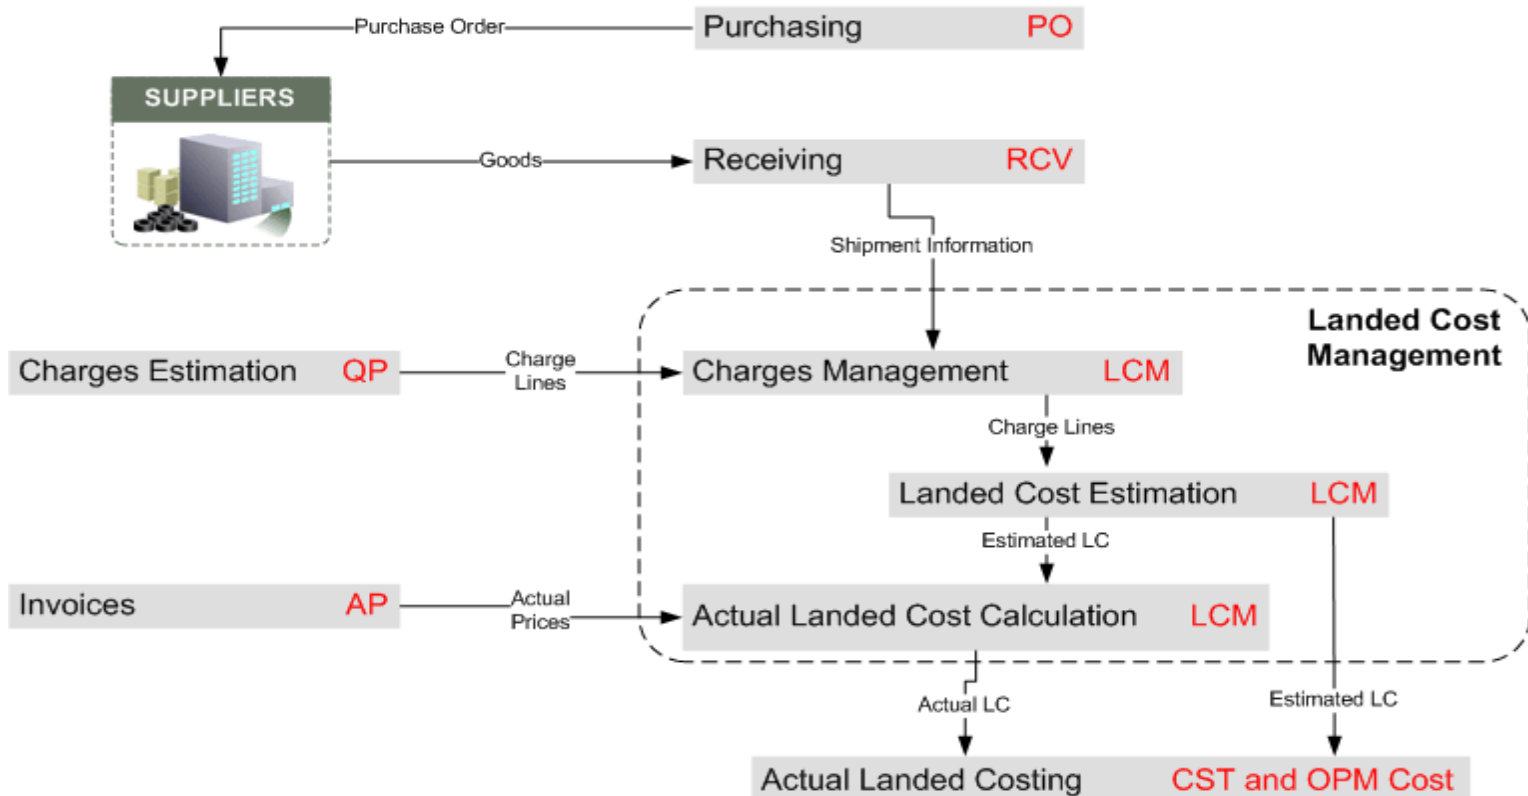 Purchase Order
Purchasing PO
SUPPLIERS
Goods
Receiving RCV
Shipment Information
Landed Cost
Management
Charges Estimation QP
Charge
Lines
Charges Management LCM
Charge Lines
Landed Cost Estimation LCM
Estimated LC
Invoices AP
Actual
Prices
Actual Landed Cost Calculation LCM
Actual LC
Estimated LC
Actual Landed Costing CST and OPM Cost